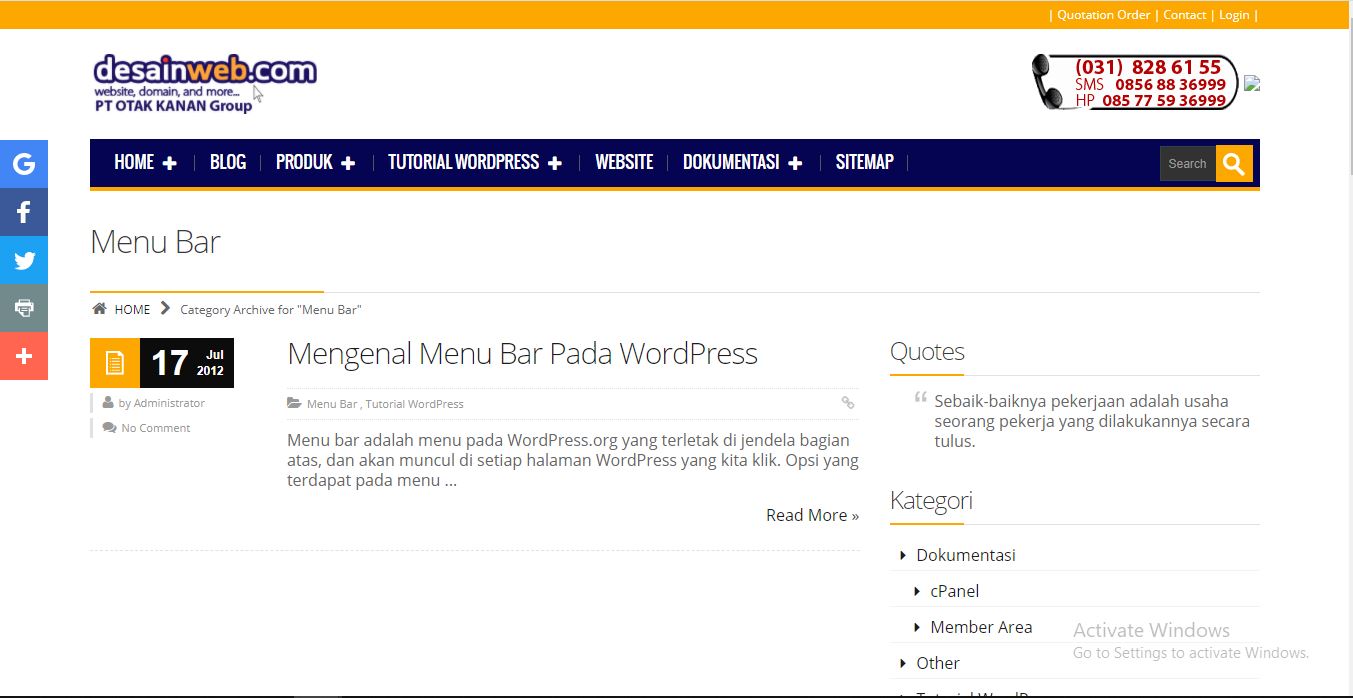 | Quotation Order | Contact | Login |
desainweb.com
website, domain, and more...
PT OTAK KANAN Group
(031) 828 61 55
SMS 0856 88 36999
HP 085 77 59 36999
HOME BLOG PRODUK TUTORIAL WORDPRESS WEBSITE DOKUMENTASI SITEMAP Search
Menu Bar
HOME Category Archive for "Menu Bar"
17 Jul
2012
by Administrator
No Comment
Mengenal Menu Bar Pada WordPress
Menu Bar , Tutorial WordPress
Menu bar adalah menu pada WordPress.org yang terletak di jendela bagian
atas, dan akan muncul di setiap halaman WordPress yang kita klik. Opsi yang
terdapat pada menu ...
Read More »
Quotes
“ Sebaik-baiknya pekerjaan adalah usaha
seorang pekerja yang dilakukannya secara
tulus.
Kategori
Dokumentasi
cPanel
Member Area
Other
Activate Windows
Go to Settings to activate Windows.